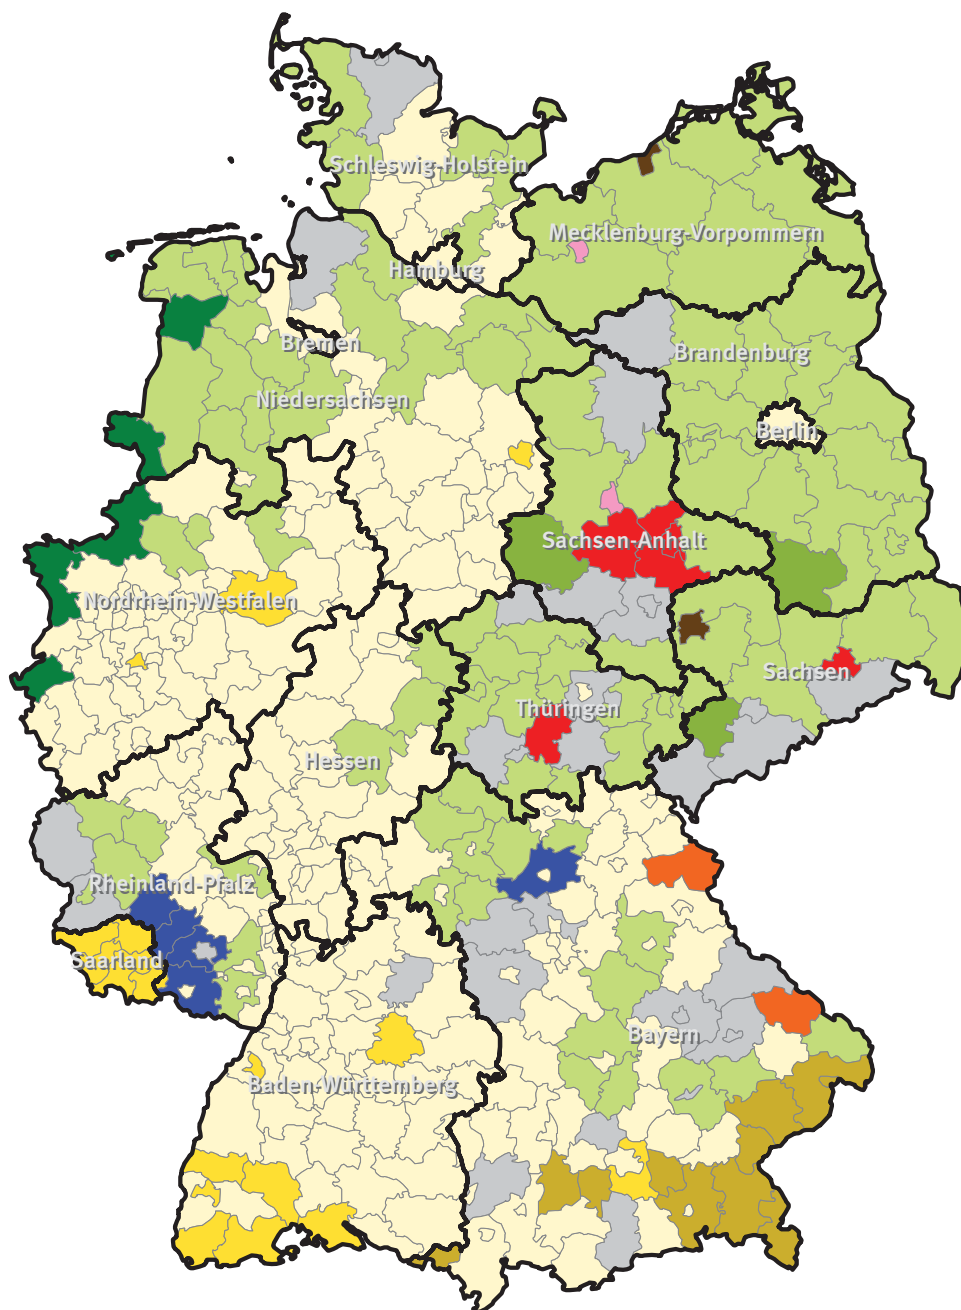 Schleswig-Holstein
Mecklenburg-Vorpommern
Hamburg
Bremen
Brandenburg
Niedersachsen
Berlin
Sachsen-Anhalt
Nordrhein-Westfalen
Sachsen
Thüringen
Hessen
Rheinland-Pfalz
Saarland
Bayern
Baden-Württemberg